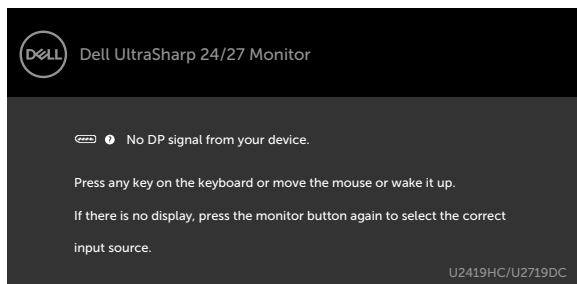 DELL Dell UltraSharp 24/27 Monitor
? No DP signal from your device.
Press any key on the keyboard or move the mouse or wake it up.
If there is no display, press the monitor button again to select the correct
input source.
U2419HC/U2719DC